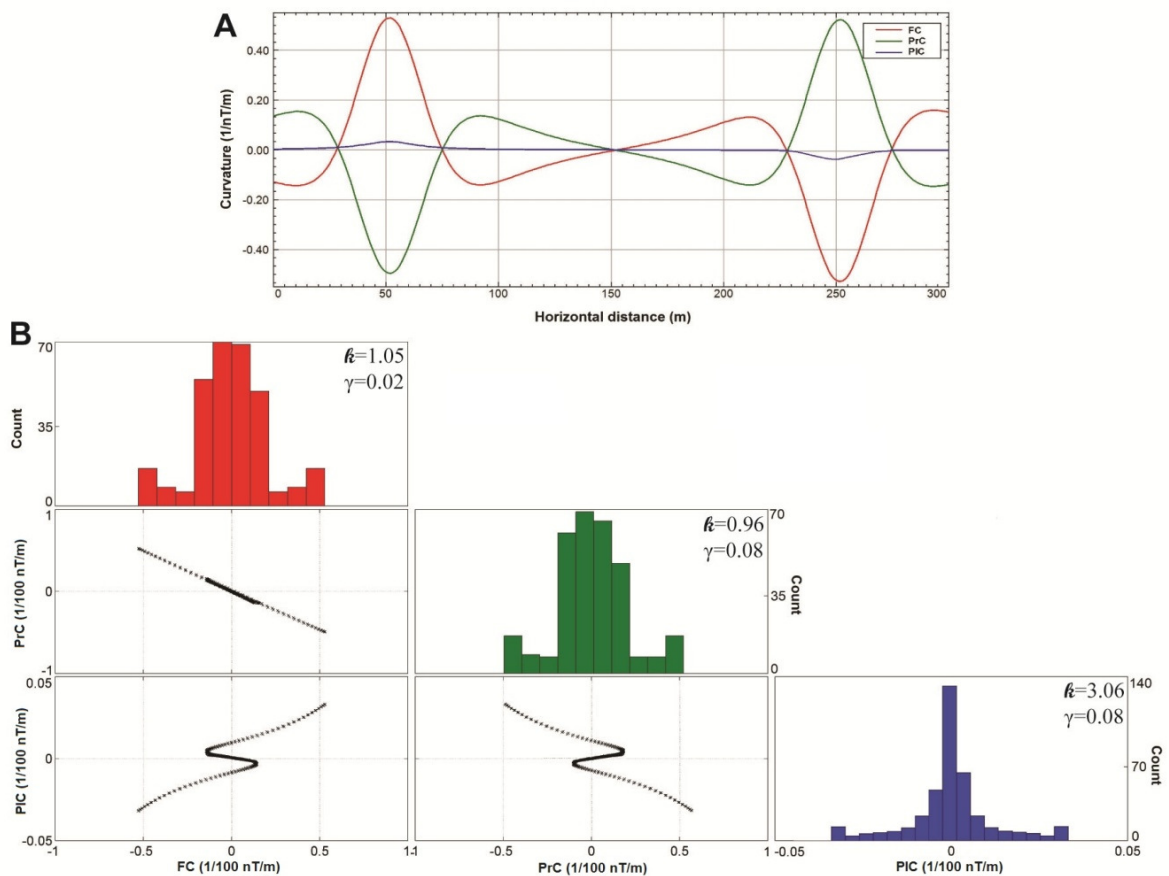 A
FC
PrC
PlC
0.40
0.20
0.00
-0.20
-0.40
Curvature (1/nT/m)
0 50 100 150 200 250 300
Horizontal distance (m)
B
70
35
0
Count
k=1.05
γ=0.02
1
0
-1
PrC (1/100 nT/m)
70
35
0
Count
k=0.96
γ=0.08
0.05
0
-0.05
PlC (1/100 nT/m)
-1 -0.5 0 0.5 1
FC (1/100 nT/m)
-1 -0.5 0 0.5 1
PrC (1/100 nT/m)
140
70
0
Count
k=3.06
γ=0.08
-0.05 0 0.05
PlC (1/100 nT/m)